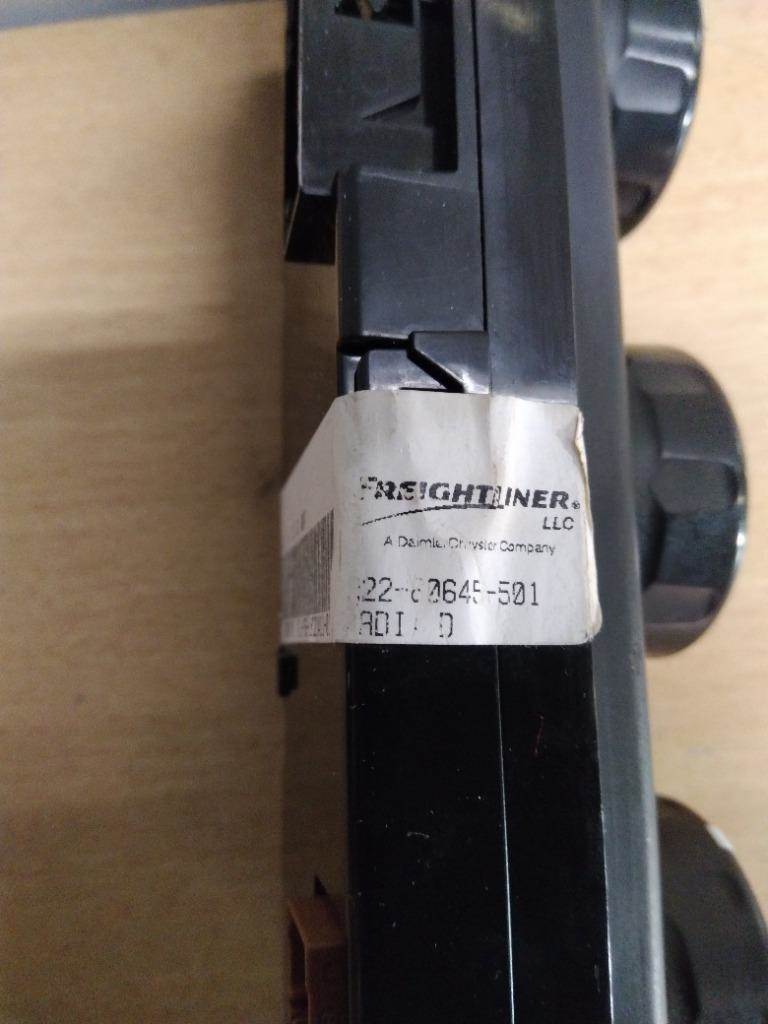 FREIGHTLINER®
LLC
A DaimlerChrysler Company
22-60645-501